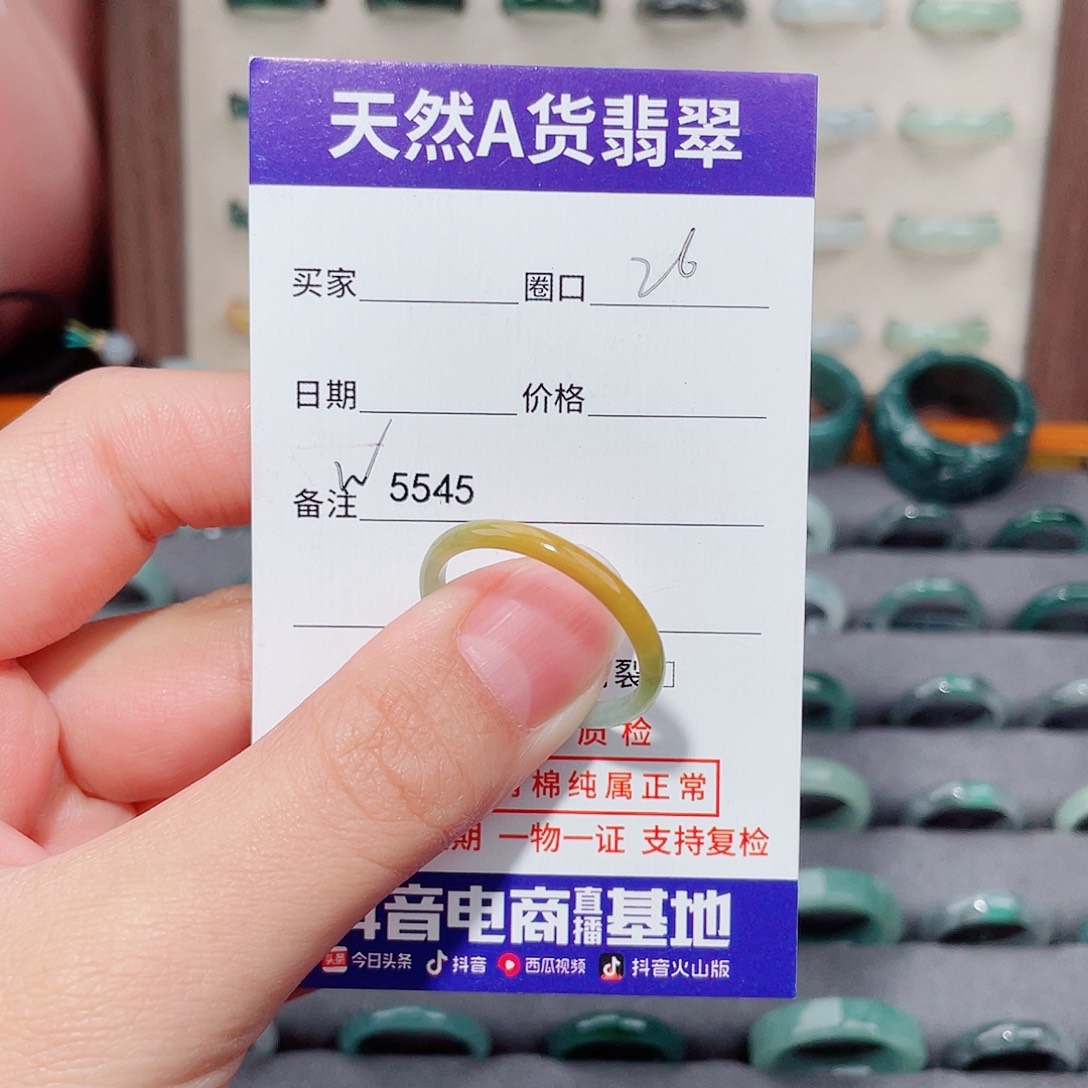 天然A货翡翠
买家 圈口 26
日期 价格
备注 5545
裂
质检
棉纯属正常
期 一物一证 支持复检
音电商直播基地
头条 今日头条 抖音 西瓜视频 抖音火山版